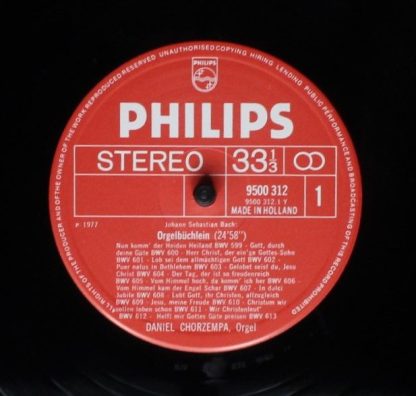 ALL RIGHTS OF THE PRODUCER AND OF THE OWNER OF THE WORK REPRODUCED RESERVED. UNAUTHORISED COPYING HIRING LENDING PUBLIC PERFORMANCE AND BROADCASTING OF THIS RECORD PROHIBITED
PHILIPS
PHILIPS
STEREO 33 1/3
9500 312
9500 312.1 Y
MADE IN HOLLAND
1
P 1977
Johann Sebastian Bach:
Orgelbüchlein (24'58")
Nun komm' der Heiden Heiland BWV 599 - Gott, durch
deine Güte BWV 600 - Herr Christ, der ein'ge Gottes-Sohn
BWV 601 - Lob sei dem allmächtigen Gott BWV 602 -
Puer natus in Bethlehem BWV 603 - Gelobet seist du, Jesu
Christ BWV 604 - Der Tag, der ist so freudenreich
BWV 605 - Vom Himmel hoch, da komm' ich her BWV 606 -
Vom Himmel kam der Engel Schar BWV 607 - In dulci
Jubilo BWV 608 - Lobt Gott, ihr Christen, allzugleich
BWV 609 - Jesu, meine Freude BWV 610 - Christum wir
sollen loben schon BWV 611 - Wir Christenleut'
BWV 612 - Helft mir Gottes Güte preisen BWV 613
DANIEL CHORZEMPA, Orgel